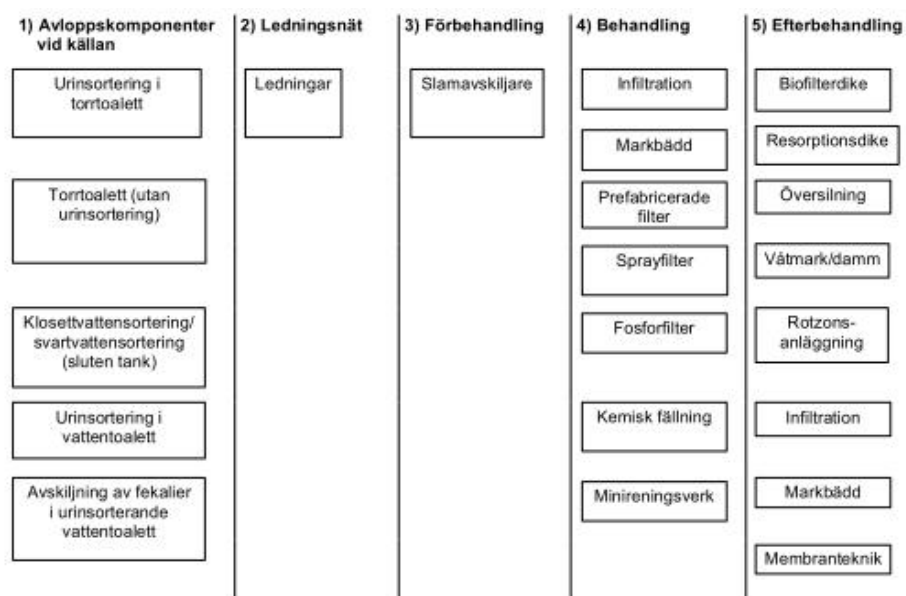 1) Avloppskomponenter
vid källan
Urinsortering i
torrtoalett
Torrtoalett (utan
urinsortering)
Klosettvattensortering/
svartvattensortering
(sluten tank)
Urinsortering i
vattentoalett
Avskiljning av fekalier
i urinsorterande
vattentoalett
2) Ledningsnät
Ledningar
3) Förbehandling
Slamavskiljare
4) Behandling
Infiltration
Markbädd
Prefabricerade
filter
Sprayfilter
Fosforfilter
Kemisk fällning
Minireningsverk
5) Efterbehandling
Biofilterdike
Resorptionsdike
Översilning
Våtmark/damm
Rotzons-
anläggning
Infiltration
Markbädd
Membranteknik